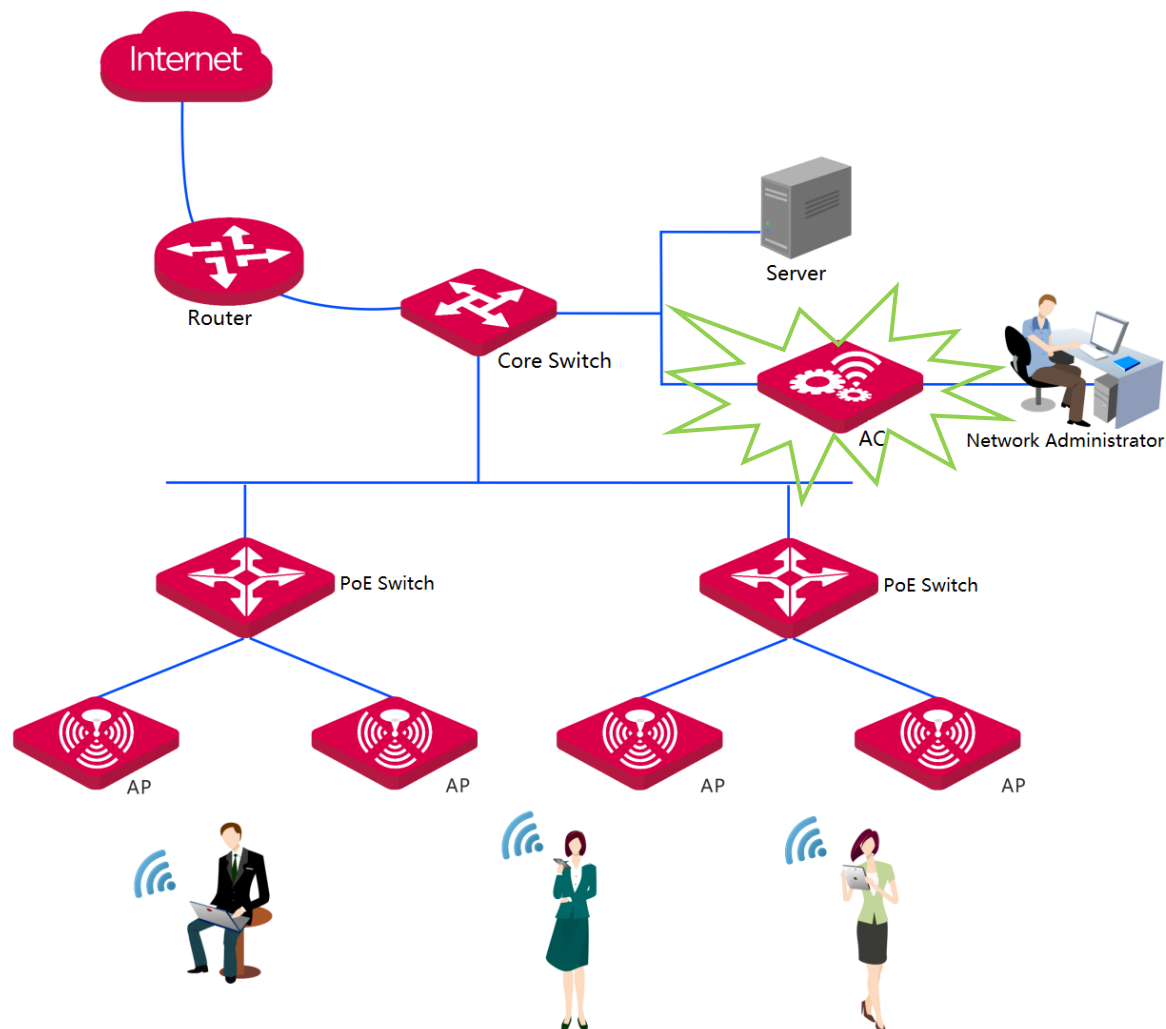 Internet
Server
Router
Core Switch
AC
Network Administrator
PoE Switch
PoE Switch
AP
AP
AP
AP